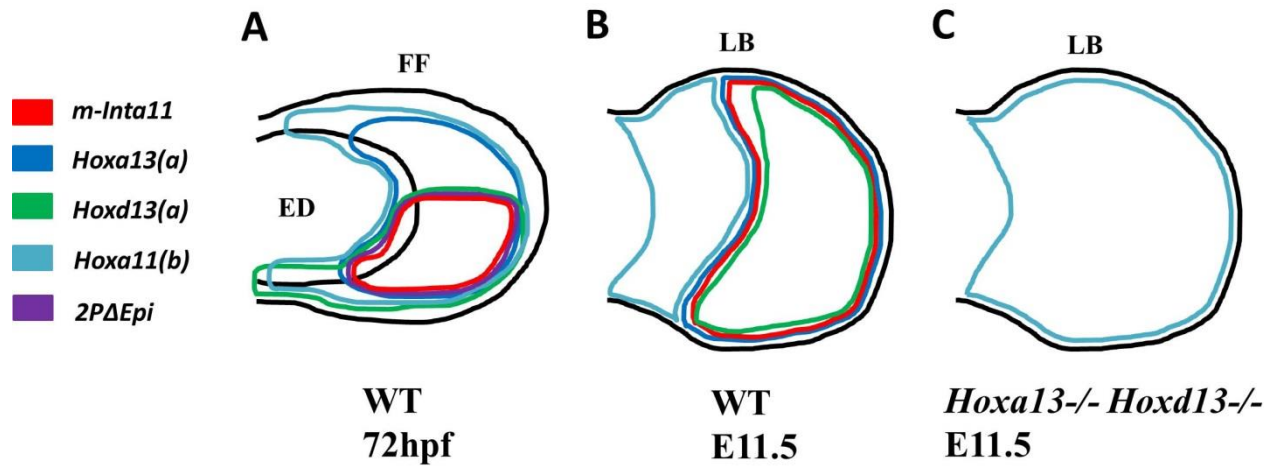 A
B
C
FF
LB
LB
m-Inta11
Hoxa13(a)
Hoxd13(a)
Hoxa11(b)
2PΔEpi
ED
WT
72hpf
WT
E11.5
Hoxa13-/- Hoxd13-/-
E11.5